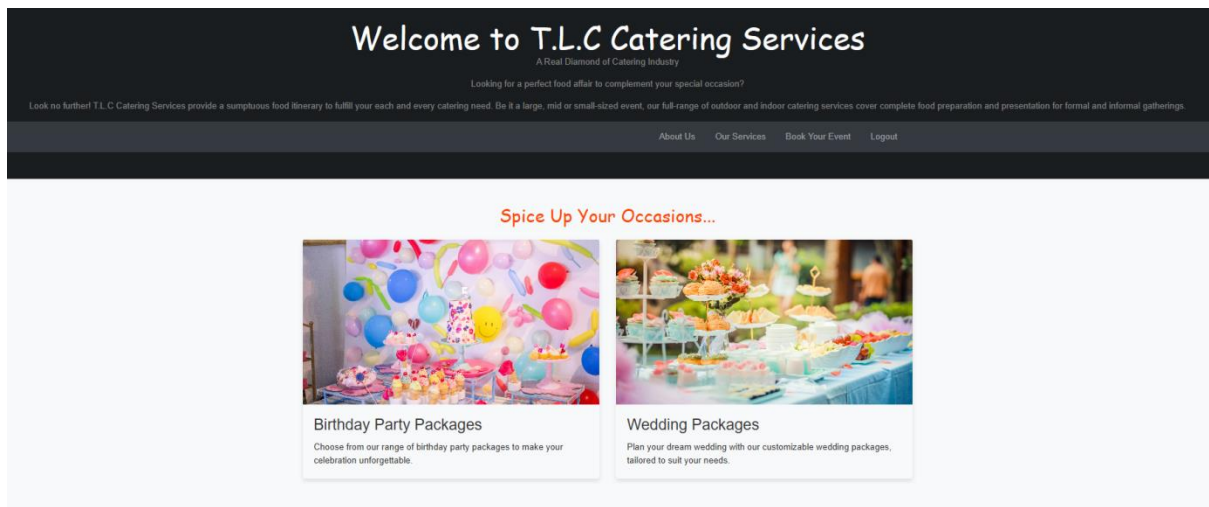 Welcome to T.L.C Catering Services
A Real Diamond of Catering Industry
Looking for a perfect food affair to complement your special occasion?
Look no further! T.L.C Catering Services provide a sumptuous food itinerary to fulfill your each and every catering need. Be it a large, mid or small-sized event, our full-range of outdoor and indoor catering services cover complete food preparation and presentation for formal and informal gatherings.
About Us Our Services Book Your Event Logout
Spice Up Your Occasions...
Birthday Party Packages
Choose from our range of birthday party packages to make your
celebration unforgettable.
Wedding Packages
Plan your dream wedding with our customizable wedding packages,
tailored to suit your needs.